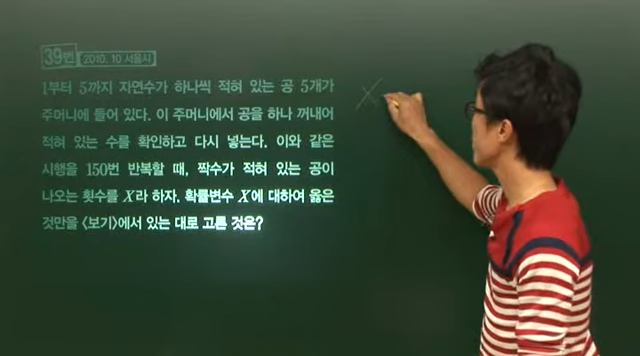 39번 2010. 10 서울시
1부터 5까지 자연수가 하나씩 적혀 있는 공 5개가
주머니에 들어 있다. 이 주머니에서 공을 하나 꺼내어
적혀 있는 수를 확인하고 다시 넣는다. 이와 같은
시행을 150번 반복할 때, 짝수가 적혀 있는 공이
나오는 횟수를 X라 하자. 확률변수 X에 대하여 옳은
것만을 <보기>에서 있는 대로 고른 것은?
X